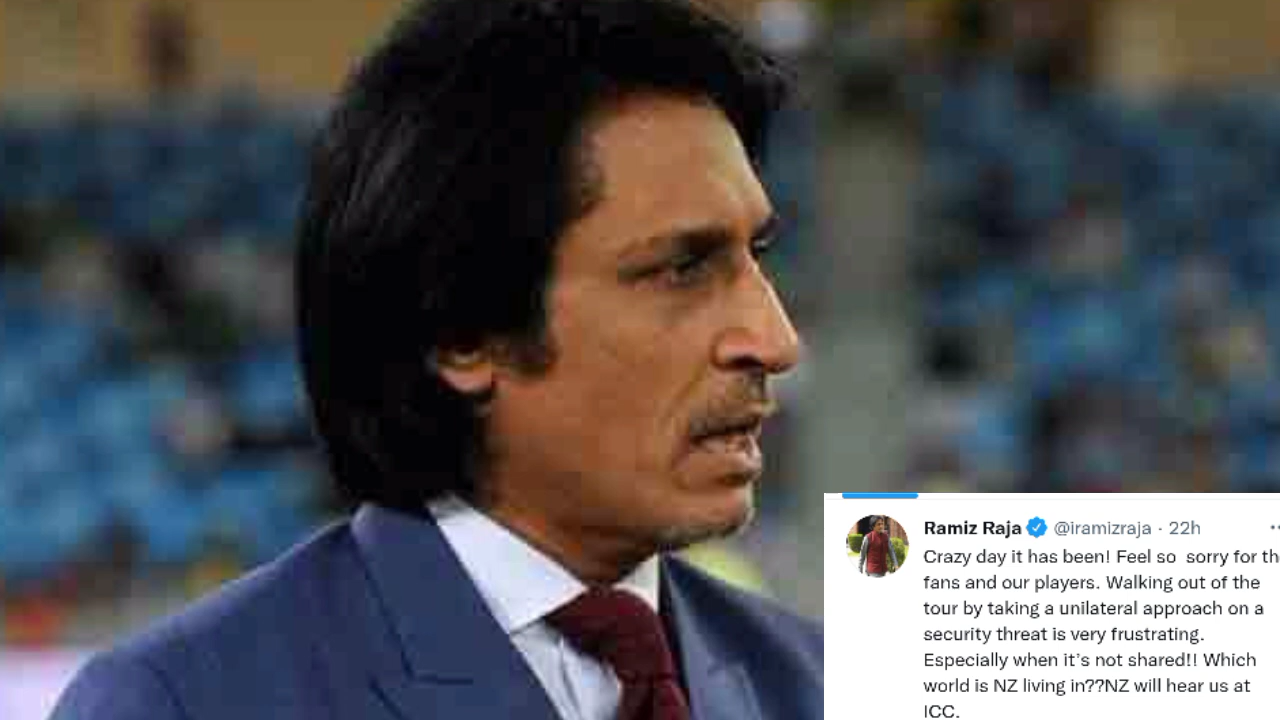 Ramiz Raja @iramizraja · 22h
Crazy day it has been! Feel so sorry for the
fans and our players. Walking out of the
tour by taking a unilateral approach on a
security threat is very frustrating.
Especially when it's not shared!! Which
world is NZ living in??NZ will hear us at
ICC.